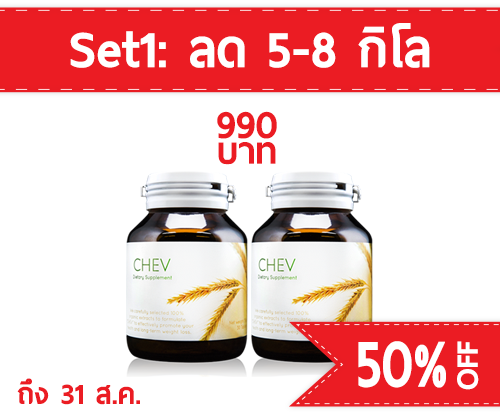 Set1: ลด 5-8 กิโล
990
บาท
CHEV
Dietary Supplement
CHEV
Dietary Supplement
50% OFF
ถึง 31 ส.ค.